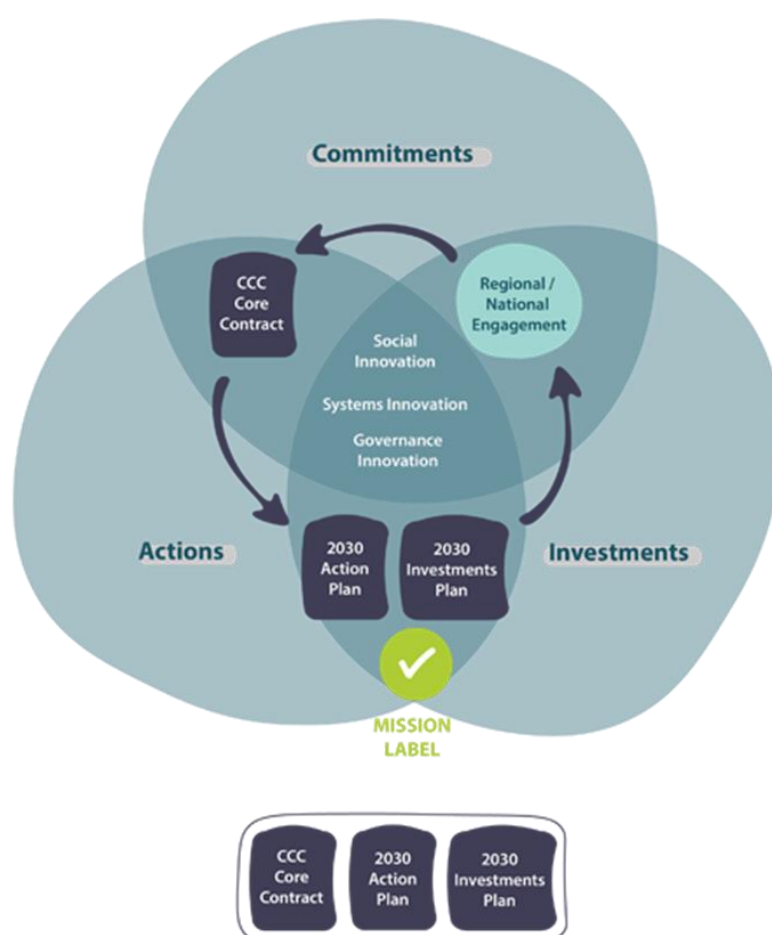 Commitments
CCC
Core
Contract
Regional /
National
Engagement
Social
Innovation
Systems Innovation
Governance
Innovation
Actions
2030
Action
Plan
2030
Investments
Plan
Investments
MISSION
LABEL
CCC
Core
Contract
2030
Action
Plan
2030
Investments
Plan